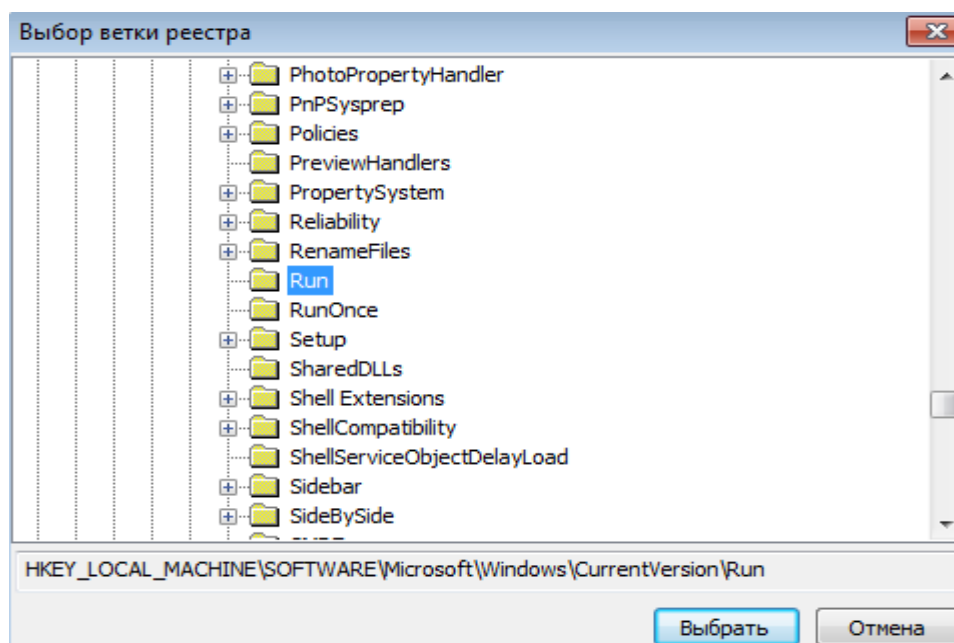 Выбор ветки реестра
PhotoPropertyHandler
PnPSysprep
Policies
PreviewHandlers
PropertySystem
Reliability
RenameFiles
Run
RunOnce
Setup
SharedDLLs
Shell Extensions
ShellCompatibility
ShellServiceObjectDelayLoad
Sidebar
SideBySide
HKEY_LOCAL_MACHINE\SOFTWARE\Microsoft\Windows\CurrentVersion\Run
Выбрать Отмена